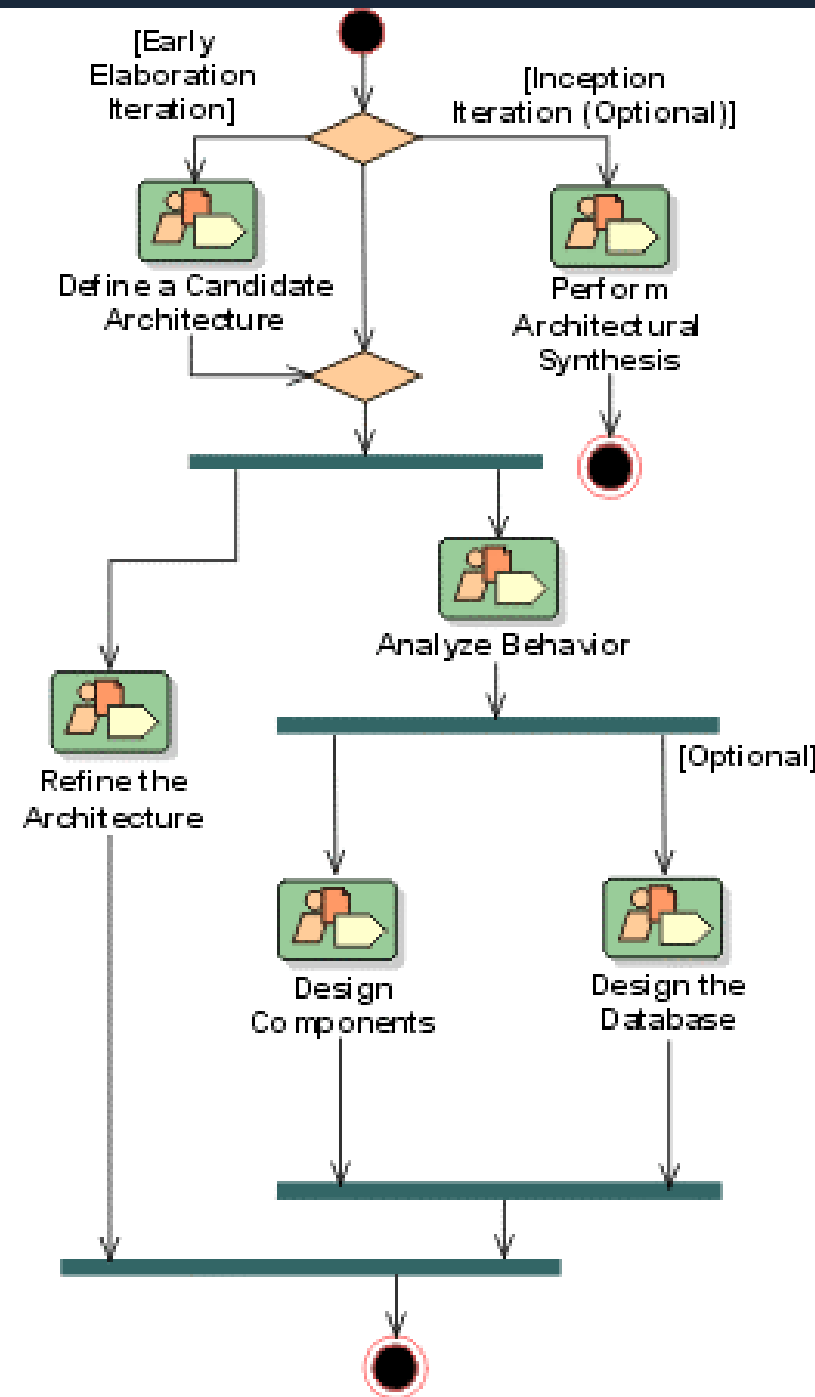 [Early
Elaboration
Iteration]
[Inception
Iteration (Optional)]
Define a Candidate
Architecture
Perform
Architectural
Synthesis
Analyze Behavior
[Optional]
Refine the
Architecture
Design
Components
Design the
Database